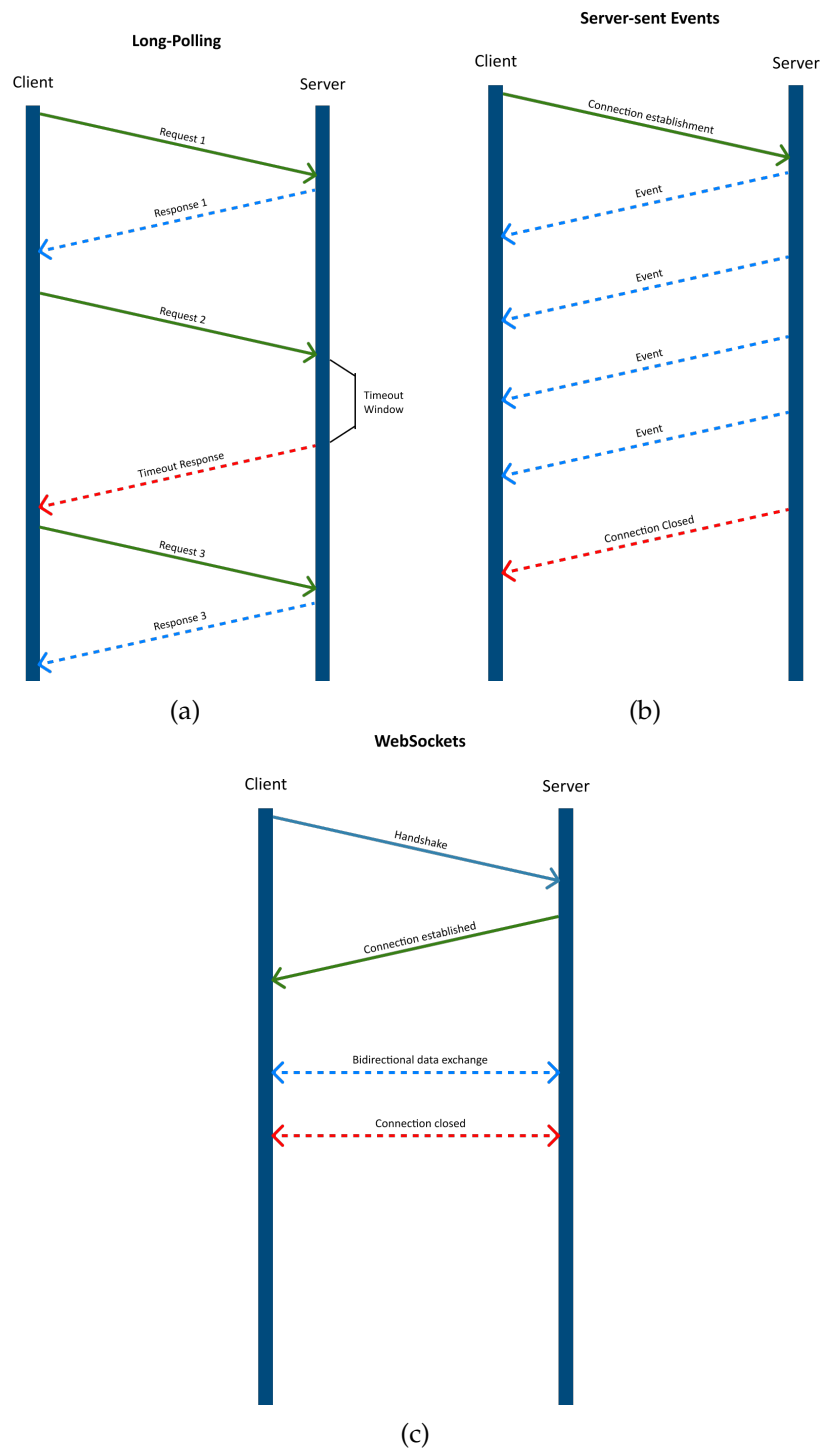 Long-Polling
Client
Server
Request 1
Response 1
Request 2
Timeout
Window
Timeout Response
Request 3
Response 3
(a)
Server-sent Events
Client
Server
Connection establishment
Event
Event
Event
Event
Connection Closed
(b)
WebSockets
Client
Server
Handshake
Connection established
Bidirectional data exchange
Connection closed
(c)